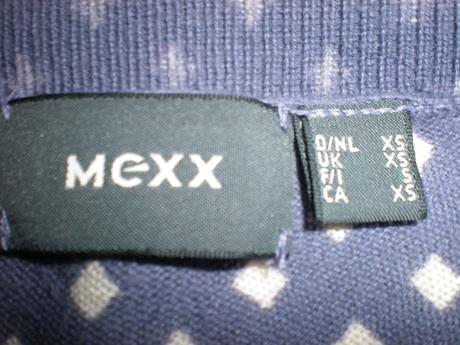 MEXX
D/NL XS
UK XS
F/I S
CA XS